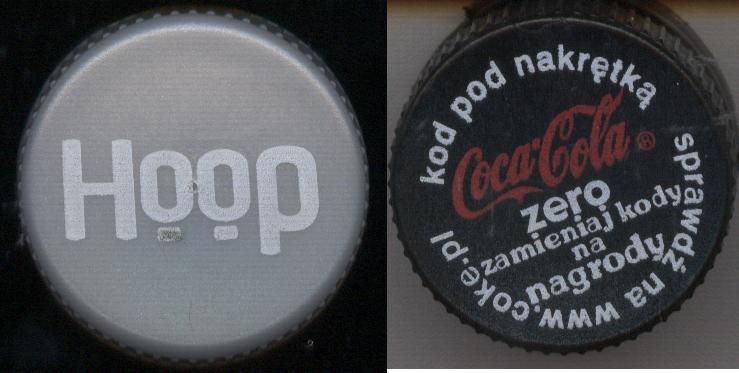 Hoop
kod pod nakrętką
Coca-Cola®
zero
zamieniaj kody
na
nagrody
sprawdź na www.coke.pl